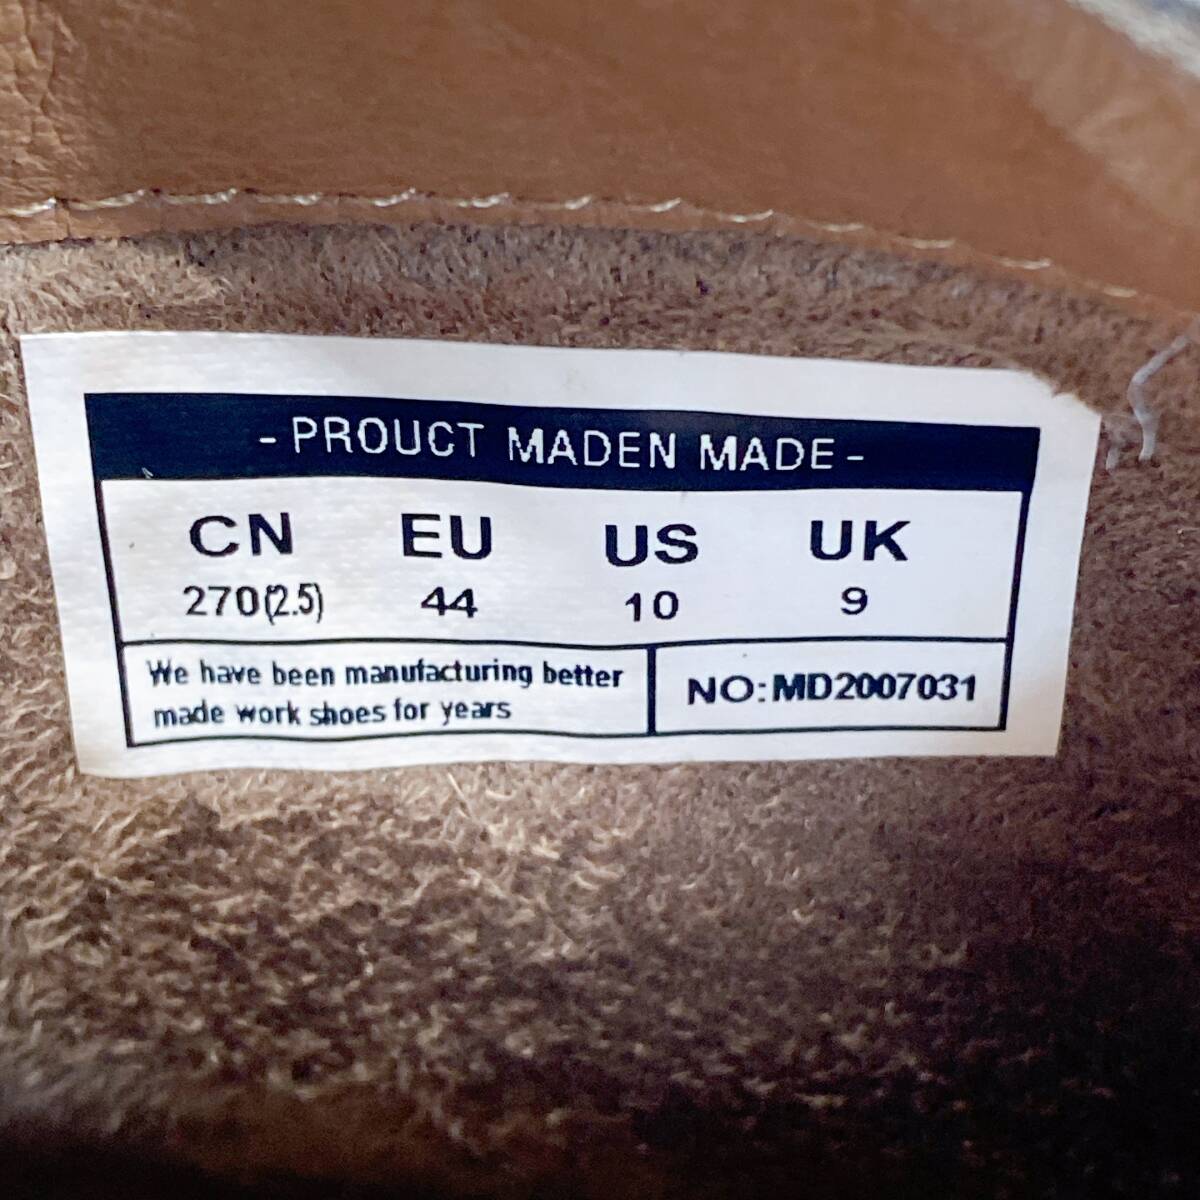 - PROUCT MADEN MADE -
CN EU US UK
270(2.5) 44 10 9
We have been manufacturing better
made work shoes for years
NO:MD2007031